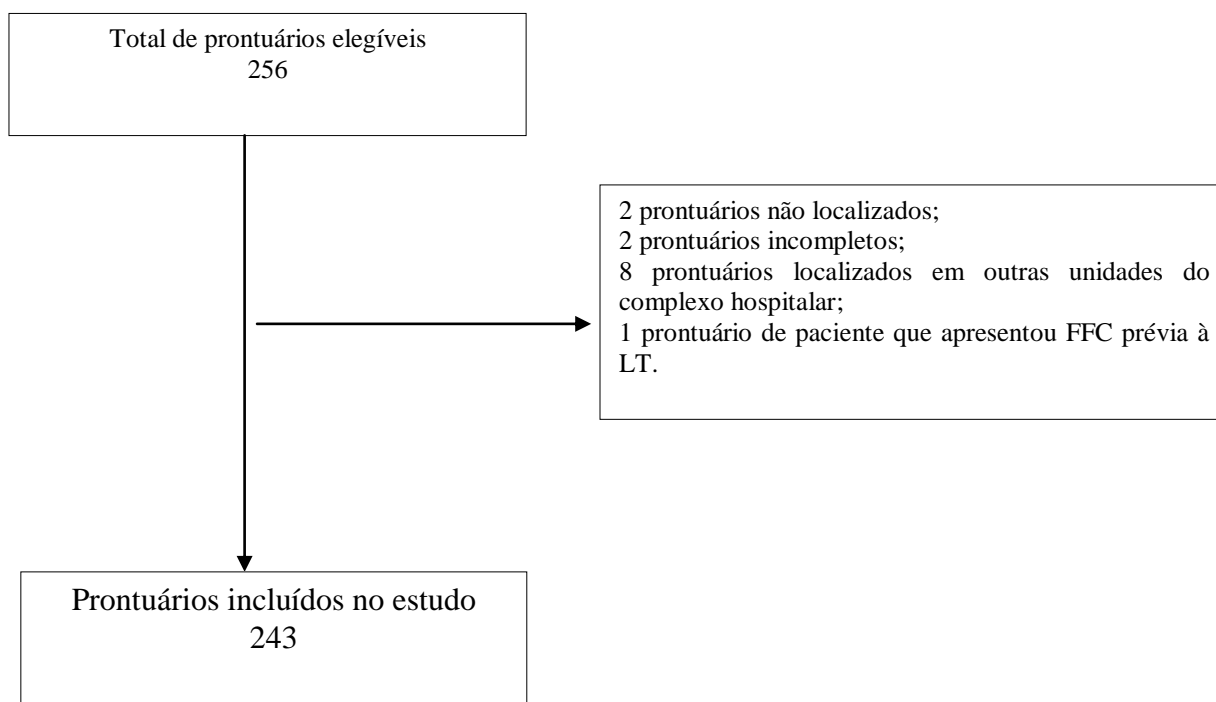 Total de prontuários elegíveis
256
2 prontuários não localizados;
2 prontuários incompletos;
8 prontuários localizados em outras unidades do
complexo hospitalar;
1 prontuário de paciente que apresentou FFC prévia à
LT.
Prontuários incluídos no estudo
243